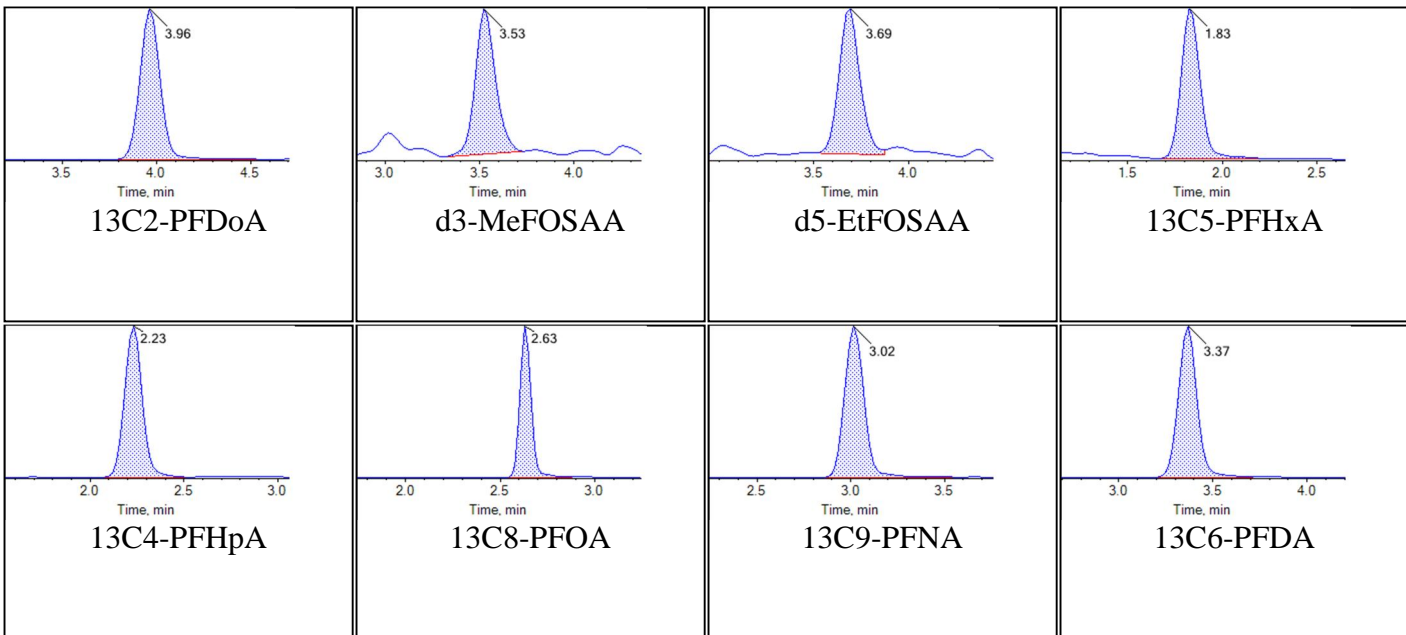 3.96
3.5 4.0 4.5
Time, min
13C2-PFDoA
3.53
3.0 3.5 4.0
Time, min
d3-MeFOSAA
3.69
3.5 4.0
Time, min
d5-EtFOSAA
1.83
1.5 2.0 2.5
Time, min
13C5-PFHxA
2.23
2.0 2.5 3.0
Time, min
13C4-PFHpA
2.63
2.0 2.5 3.0
Time, min
13C8-PFOA
3.02
2.5 3.0 3.5
Time, min
13C9-PFNA
3.37
3.0 3.5 4.0
Time, min
13C6-PFDA